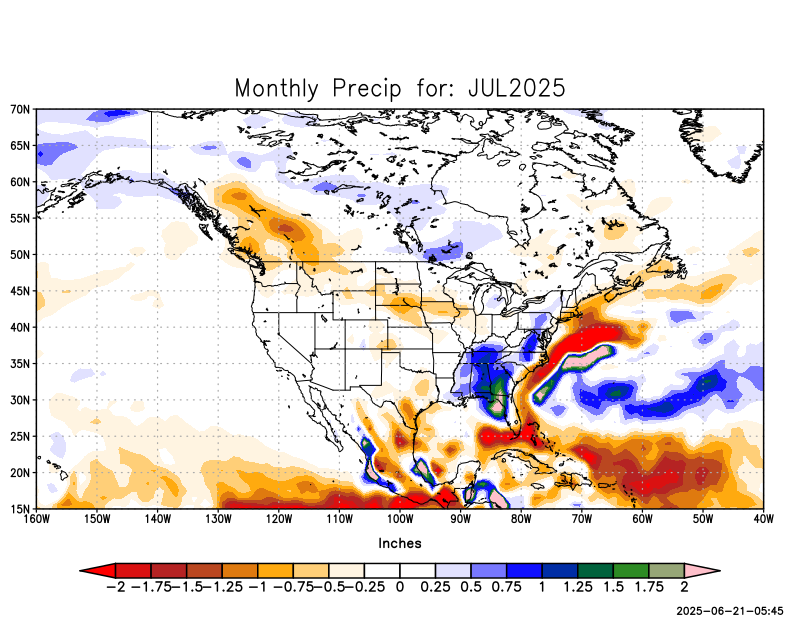 Monthly Precip for: JUL2025
70N
65N
60N
55N
50N
45N
40N
35N
30N
25N
20N
15N
160W 150W 140W 130W 120W 110W 100W 90W 80W 70W 60W 50W 40W
Inches
−2 −1.75 −1.5 −1.25 −1 −0.75 −0.5 −0.25 0 0.25 0.5 0.75 1 1.25 1.5 1.75 2
2025-06-21-05:45